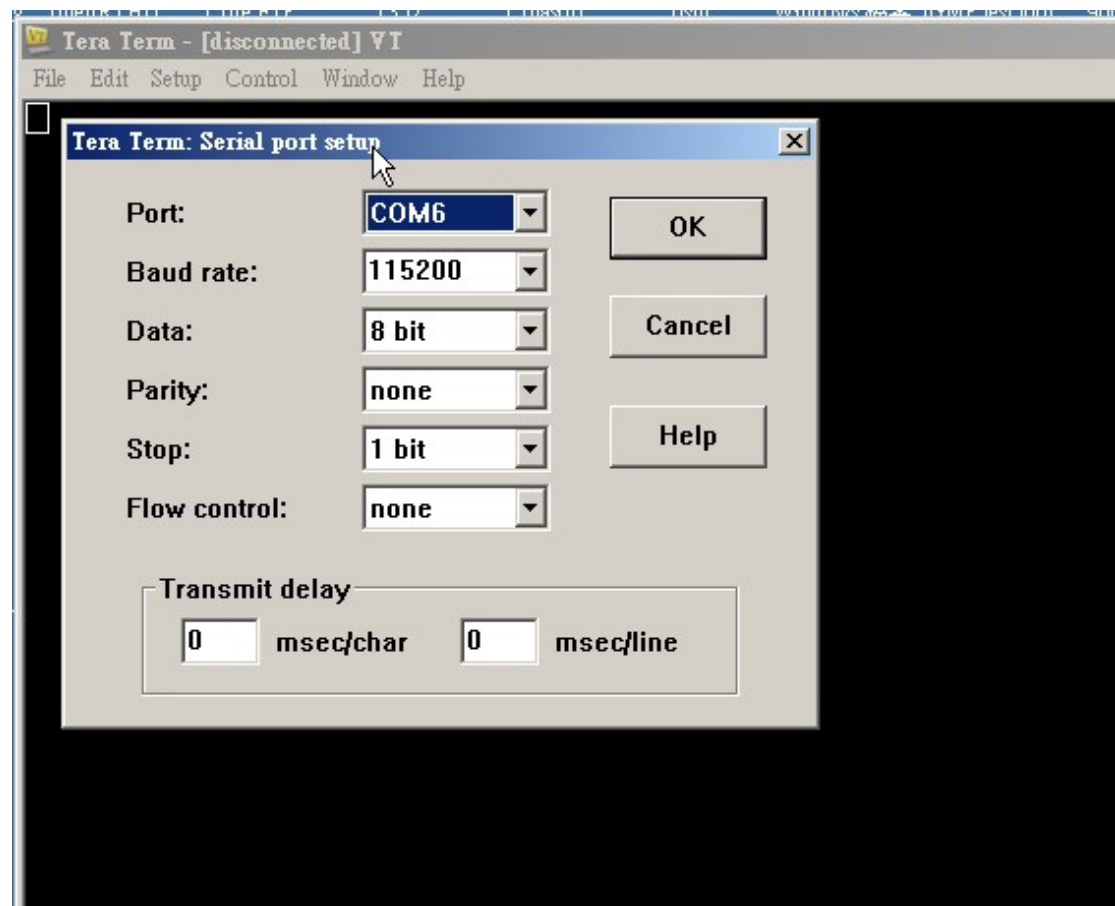 Tera Term - [disconnected] VT
File Edit Setup Control Window Help
Tera Term: Serial port setup
Port: COM6 OK
Baud rate: 115200
Data: 8 bit Cancel
Parity: none
Stop: 1 bit Help
Flow control: none
Transmit delay
0 msec/char 0 msec/line